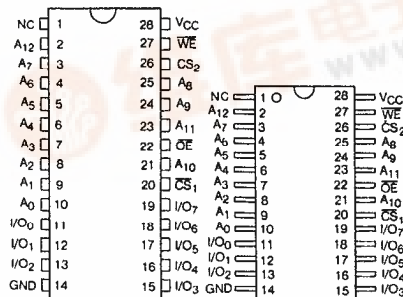 NC 1 28 VCC
A12 2 27 WE
A7 3 26 CS2
A6 4 25 A8
A5 5 24 A9
A4 6 23 A11
A3 7 22 OE
A2 8 21 A10
A1 9 20 CS1
A0 10 19 I/O7
I/O0 11 18 I/O6
I/O1 12 17 I/O5
I/O2 13 16 I/O4
GND 14 15 I/O3
NC 1 28 VCC
A12 2 27 WE
A7 3 26 CS2
A6 4 25 A8
A5 5 24 A9
A4 6 23 A11
A3 7 22 OE
A2 8 21 A10
A1 9 20 CS1
A0 10 19 I/O7
I/O0 11 18 I/O6
I/O1 12 17 I/O5
I/O2 13 16 I/O4
GND 14 15 I/O3